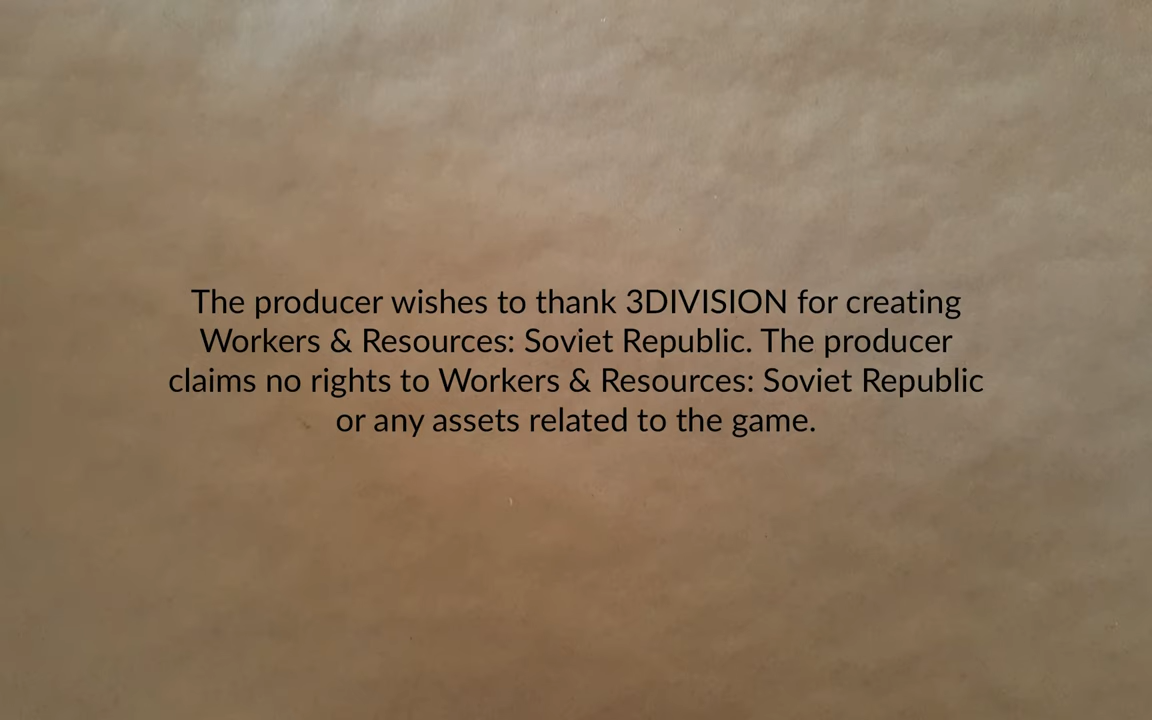 The producer wishes to thank 3DIVISION for creating
Workers & Resources: Soviet Republic. The producer
claims no rights to Workers & Resources: Soviet Republic
or any assets related to the game.